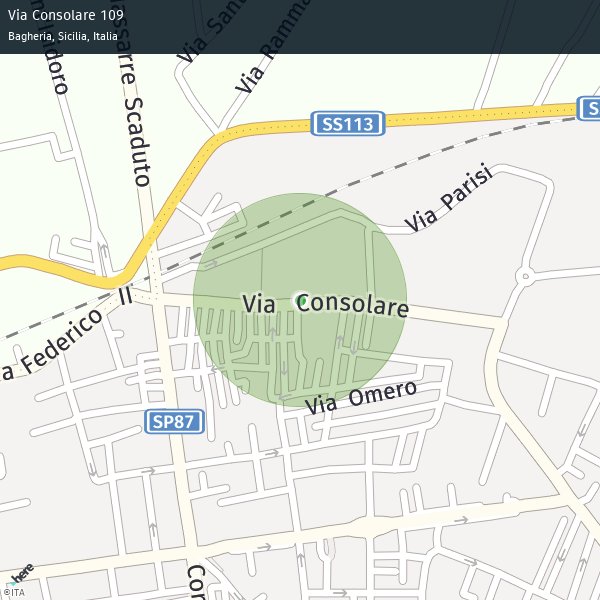 Via Consolare 109
Bagheria, Sicilia, Italia
Isidoro
Scaduto
Via
Via
SS113
Via Parisi
II
Via Consolare
Federico
Via Omero
SP87
here
©ITA